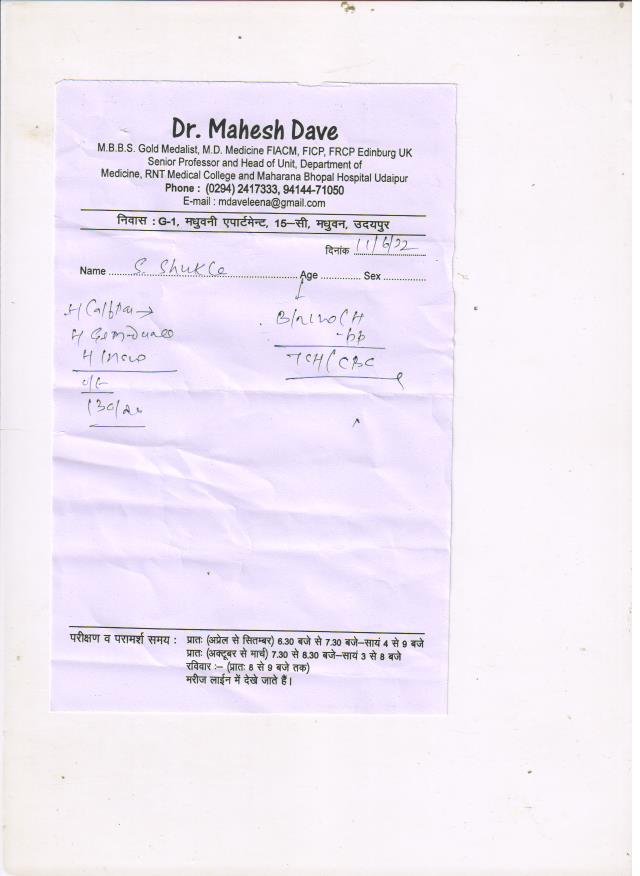 Dr. Mahesh Dave
M.B.B.S. Gold Medalist, M.D. Medicine FIACM, FICP, FRCP Edinburg UK
Senior Professor and Head of Unit, Department of
Medicine, RNT Medical College and Maharana Bhopal Hospital Udaipur
Phone : (0294) 2417333, 94144-71050
E-mail : mdaveleena@gmail.com
निवास : G-1, मधुवनी एपार्टमेन्ट, 15–सी, मधुवन, उदयपुर
दिनांक 11/6/22
Name S. Shukla Age Sex
TSH/CBC
O/E
130/80
परीक्षण व परामर्श समय : प्रातः (अप्रेल से सितम्बर) 6.30 बजे से 7.30 बजे–सायं 4 से 9 बजे
प्रातः (अक्टूबर से मार्च) 7.30 से 8.30 बजे–सायं 3 से 8 बजे
रविवार :– (प्रातः 8 से 9 बजे तक)
मरीज लाईन में देखे जाते हैं।